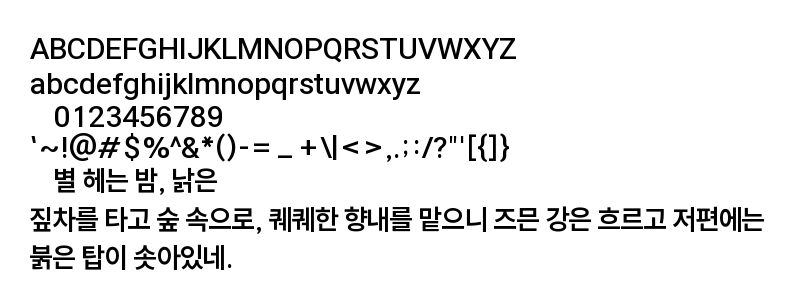 ABCDEFGHIJKLMNOPQRSTUVWXYZ
abcdefghijklmnopqrstuvwxyz
0123456789
‵~!@#$%^&*()-=_+\|<>,.;:/?"'[{]}
별 헤는 밤, 낡은
짚차를 타고 숲 속으로, 퀘퀘한 향내를 맡으니 즈믄 강은 흐르고 저편에는
붉은 탑이 솟아있네.